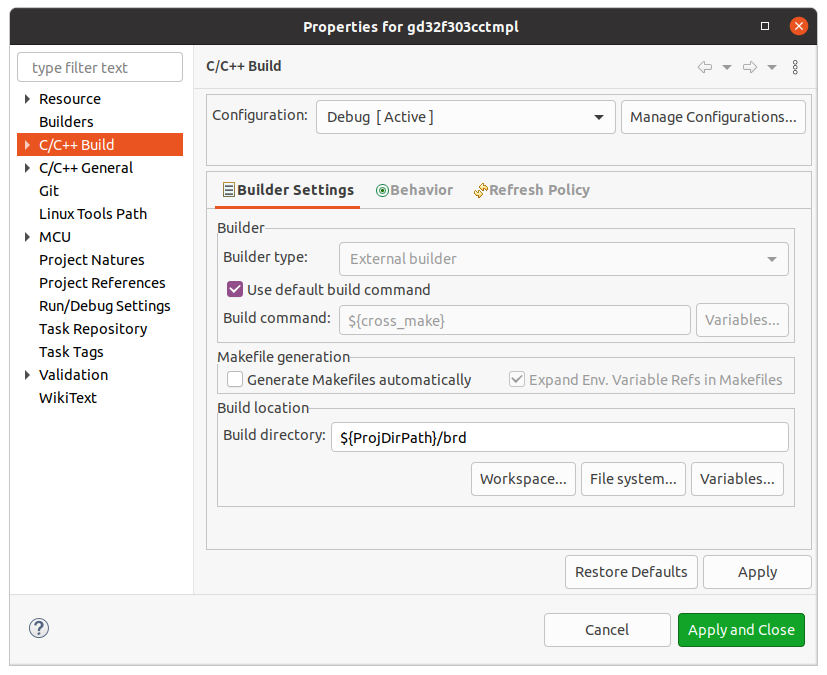 Properties for gd32f303cctmpl
type filter text
Resource
Builders
C/C++ Build
C/C++ General
Git
Linux Tools Path
MCU
Project Natures
Project References
Run/Debug Settings
Task Repository
Task Tags
Validation
WikiText
C/C++ Build
Configuration: Debug [ Active ] Manage Configurations...
Builder Settings Behavior Refresh Policy
Builder
Builder type: External builder
Use default build command
Build command: ${cross_make} Variables...
Makefile generation
Generate Makefiles automatically Expand Env. Variable Refs in Makefiles
Build location
Build directory: ${ProjDirPath}/brd
Workspace... File system... Variables...
Restore Defaults Apply
? Cancel Apply and Close